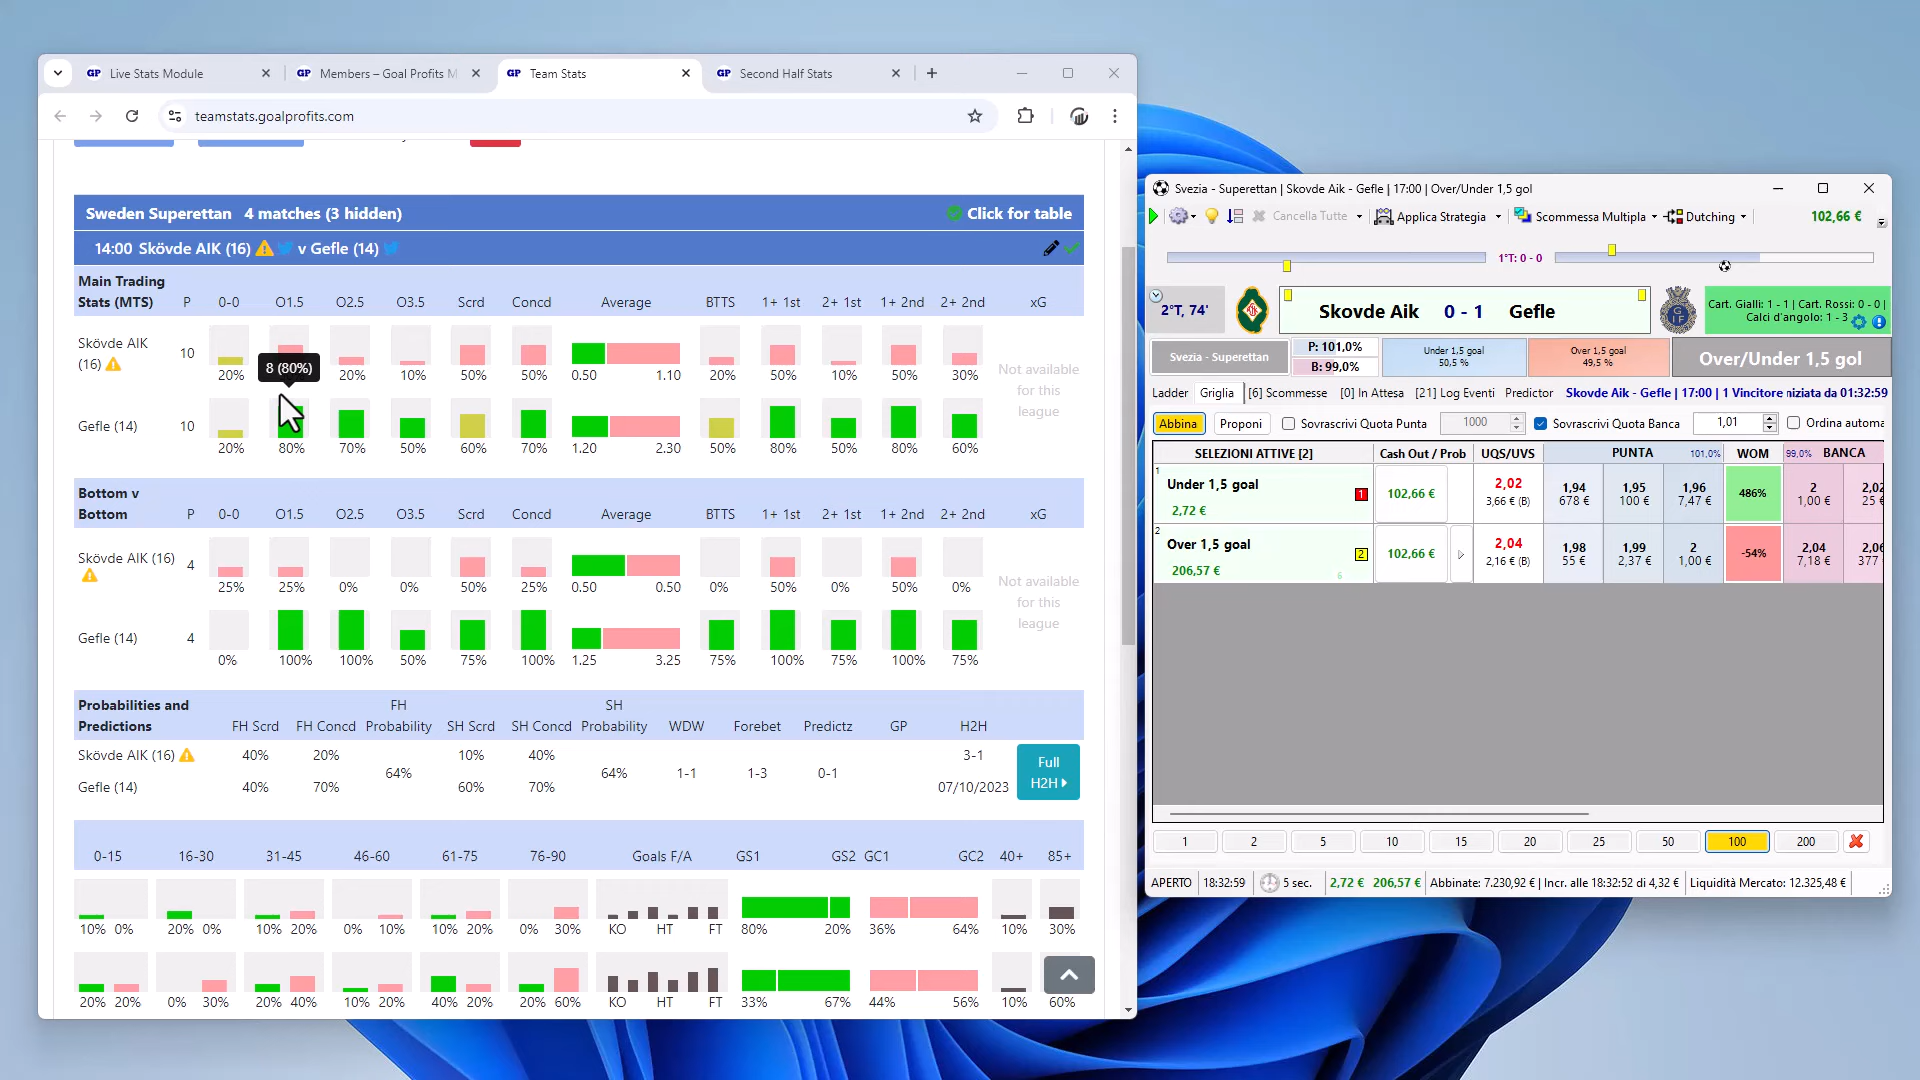 Live Stats Module
Members – Goal Profits M
Team Stats
Second Half Stats
teamstats.goalprofits.com
Sweden Superettan 4 matches (3 hidden)
Click for table
14:00 Skövde AIK (16) v Gefle (14)
Main Trading Stats (MTS) P 0-0 O1.5 O2.5 O3.5 Scrd Concd Average BTTS 1+ 1st 2+ 1st 1+ 2nd 2+ 2nd xG
Skövde AIK (16) 10 20% 20% 10% 50% 50% 0.50 1.10 20% 50% 10% 50% 30%
8 (80%)
Gefle (14) 10 20% 80% 70% 50% 60% 70% 1.20 2.30 50% 80% 50% 80% 60%
Not available for this league
Bottom v Bottom P 0-0 O1.5 O2.5 O3.5 Scrd Concd Average BTTS 1+ 1st 2+ 1st 1+ 2nd 2+ 2nd xG
Skövde AIK (16) 4 25% 25% 0% 0% 50% 25% 0.50 0.50 0% 50% 0% 50% 0%
Gefle (14) 4 0% 100% 100% 50% 75% 100% 1.25 3.25 75% 100% 75% 100% 75%
Not available for this league
Probabilities and Predictions FH Scrd FH Concd FH Probability SH Scrd SH Concd SH Probability WDW Forebet Predictz GP H2H
Skövde AIK (16) 40% 20% 10% 40% 3-1
64% 64% 1-1 1-3 0-1
Gefle (14) 40% 70% 60% 70% 07/10/2023
Full H2H
0-15 16-30 31-45 46-60 61-75 76-90 Goals F/A GS1 GS2 GC1 GC2 40+ 85+
10% 0% 20% 0% 10% 20% 0% 10% 10% 20% 0% 30% KO HT FT 80% 20% 36% 64% 10% 30%
20% 20% 0% 30% 20% 40% 10% 20% 40% 20% 20% 60% KO HT FT 33% 67% 44% 56% 10% 60%
Svezia - Superettan | Skovde Aik - Gefle | 17:00 | Over/Under 1,5 gol
Cancella Tutte
Applica Strategia
Scommessa Multipla
Dutching
102,66 €
1°T: 0 - 0
2°T, 74'
Skovde Aik 0 - 1 Gefle
Cart. Gialli: 1 - 1 | Cart. Rossi: 0 - 0 |
Calci d'angolo: 1 - 3
Svezia - Superettan
P: 101,0%
B: 99,0%
Under 1,5 goal
50,5 %
Over 1,5 goal
49,5 %
Over/Under 1,5 gol
Ladder Griglia [6] Scommesse [0] In Attesa [21] Log Eventi Predictor Skovde Aik - Gefle | 17:00 | 1 Vincitore niziata da 01:32:59
Abbina Proponi Sovrascrivi Quota Punta 1000 Sovrascrivi Quota Banca 1,01 Ordina automa
SELEZIONI ATTIVE [2] Cash Out / Prob UQS/UVS PUNTA 101,0% WOM 99,0% BANCA
1 Under 1,5 goal 1 102,66 € 2,02 1,94 1,95 1,96 486% 2 2,02
2,72 € 3,66 € (B) 678 € 100 € 7,47 € 1,00 € 25 €
2 Over 1,5 goal 2 102,66 € 2,04 1,98 1,99 2 -54% 2,04 2,06
206,57 € 6 2,16 € (B) 55 € 2,37 € 1,00 € 7,18 € 377
1 2 5 10 15 20 25 50 100 200
APERTO 18:32:59 5 sec. 2,72 € 206,57 € Abbinate: 7.230,92 € | Incr. alle 18:32:52 di 4,32 € Liquidità Mercato: 12.325,48 €